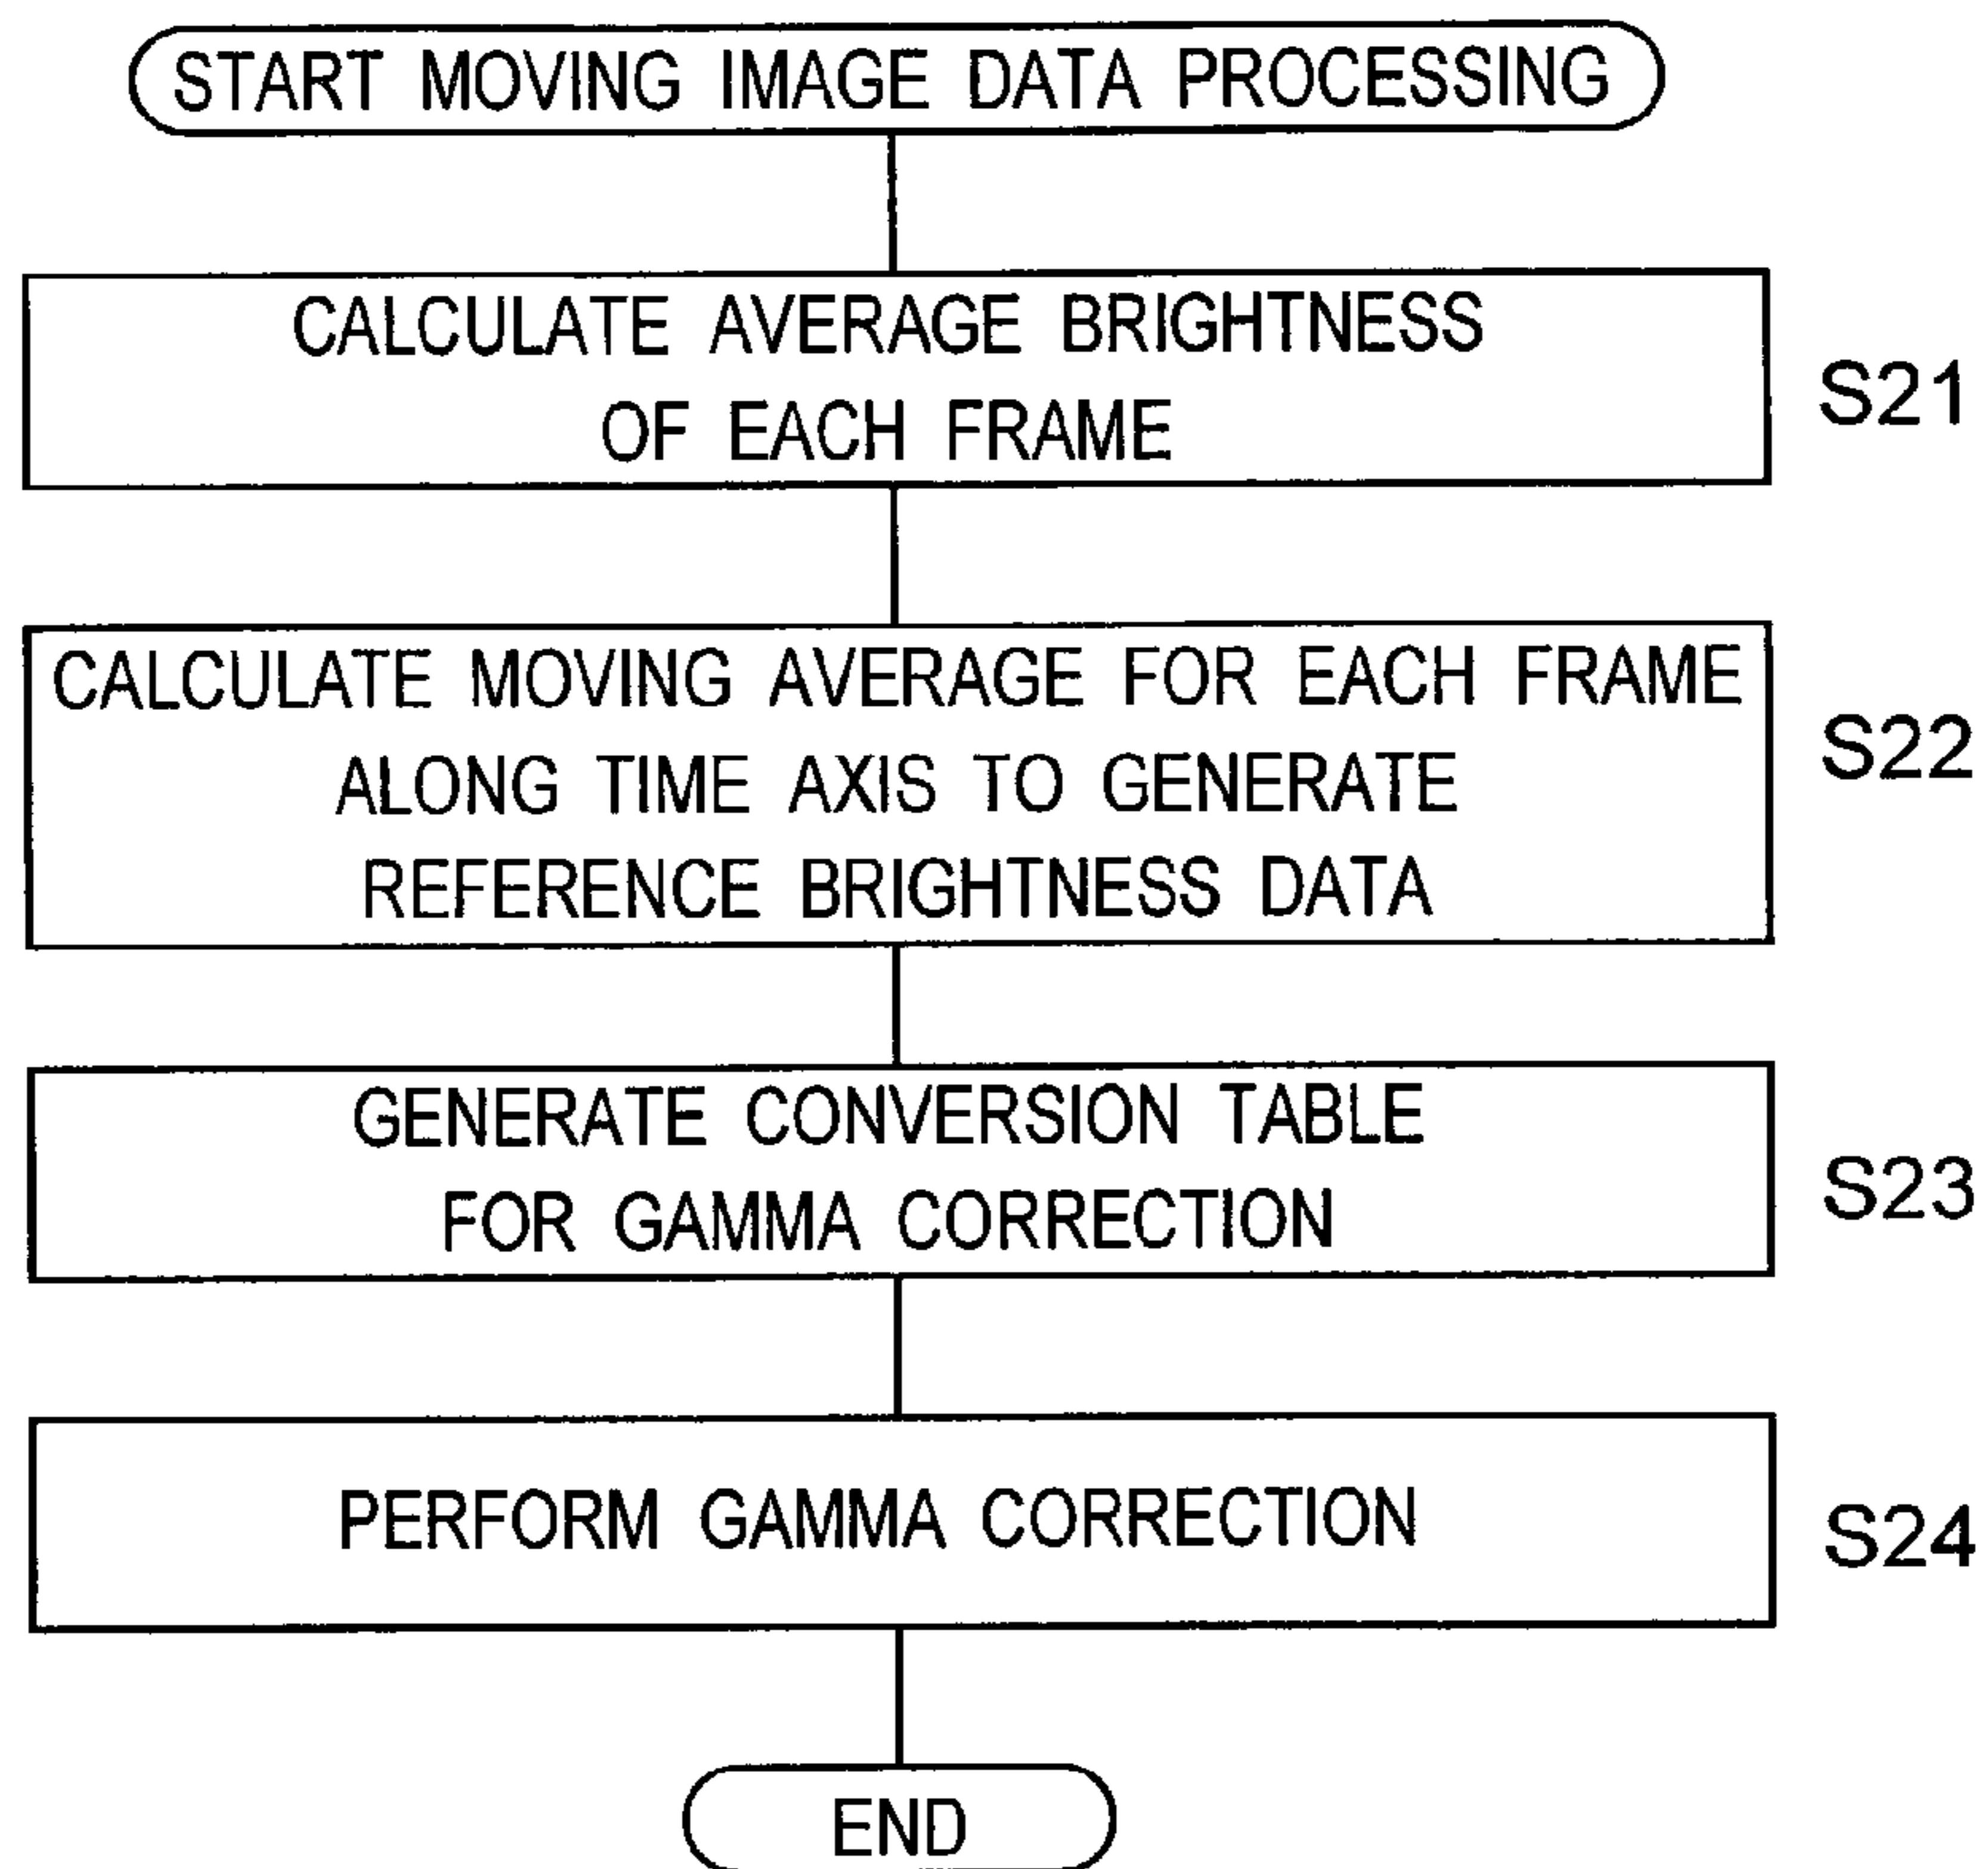 START MOVING IMAGE DATA PROCESSING
CALCULATE AVERAGE BRIGHTNESS
OF EACH FRAME
S21
CALCULATE MOVING AVERAGE FOR EACH FRAME
ALONG TIME AXIS TO GENERATE
REFERENCE BRIGHTNESS DATA
S22
GENERATE CONVERSION TABLE
FOR GAMMA CORRECTION
S23
PERFORM GAMMA CORRECTION
S24
END